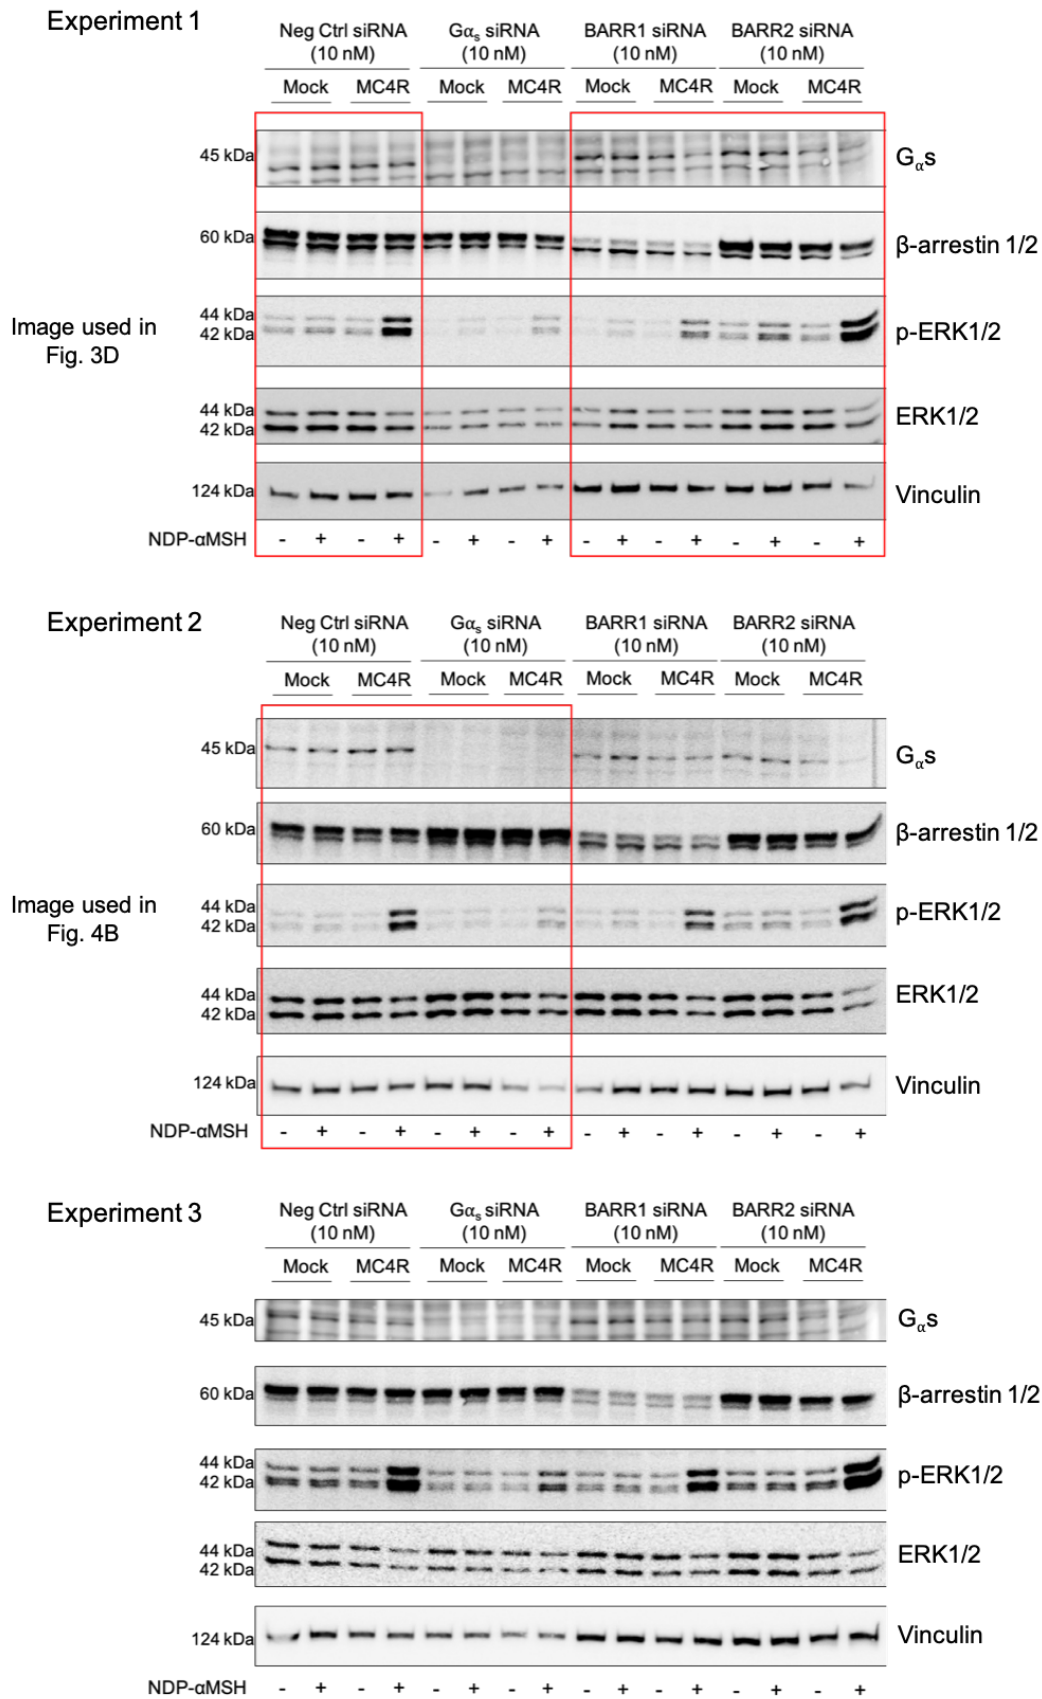 Experiment 1
Neg Ctrl siRNA Gαs siRNA BARR1 siRNA BARR2 siRNA
(10 nM) (10 nM) (10 nM) (10 nM)
Mock MC4R Mock MC4R Mock MC4R Mock MC4R
45 kDa Gαs
60 kDa β-arrestin 1/2
Image used in
Fig. 3D
44 kDa
42 kDa p-ERK1/2
44 kDa
42 kDa ERK1/2
124 kDa Vinculin
NDP-αMSH - + - + - + - + - + - + - + - +
Experiment 2
Neg Ctrl siRNA Gαs siRNA BARR1 siRNA BARR2 siRNA
(10 nM) (10 nM) (10 nM) (10 nM)
Mock MC4R Mock MC4R Mock MC4R Mock MC4R
45 kDa Gαs
60 kDa β-arrestin 1/2
Image used in
Fig. 4B
44 kDa
42 kDa p-ERK1/2
44 kDa
42 kDa ERK1/2
124 kDa Vinculin
NDP-αMSH - + - + - + - + - + - + - + - +
Experiment 3
Neg Ctrl siRNA Gαs siRNA BARR1 siRNA BARR2 siRNA
(10 nM) (10 nM) (10 nM) (10 nM)
Mock MC4R Mock MC4R Mock MC4R Mock MC4R
45 kDa Gαs
60 kDa β-arrestin 1/2
44 kDa
42 kDa p-ERK1/2
44 kDa
42 kDa ERK1/2
124 kDa Vinculin
NDP-αMSH - + - + - + - + - + - + - + - +